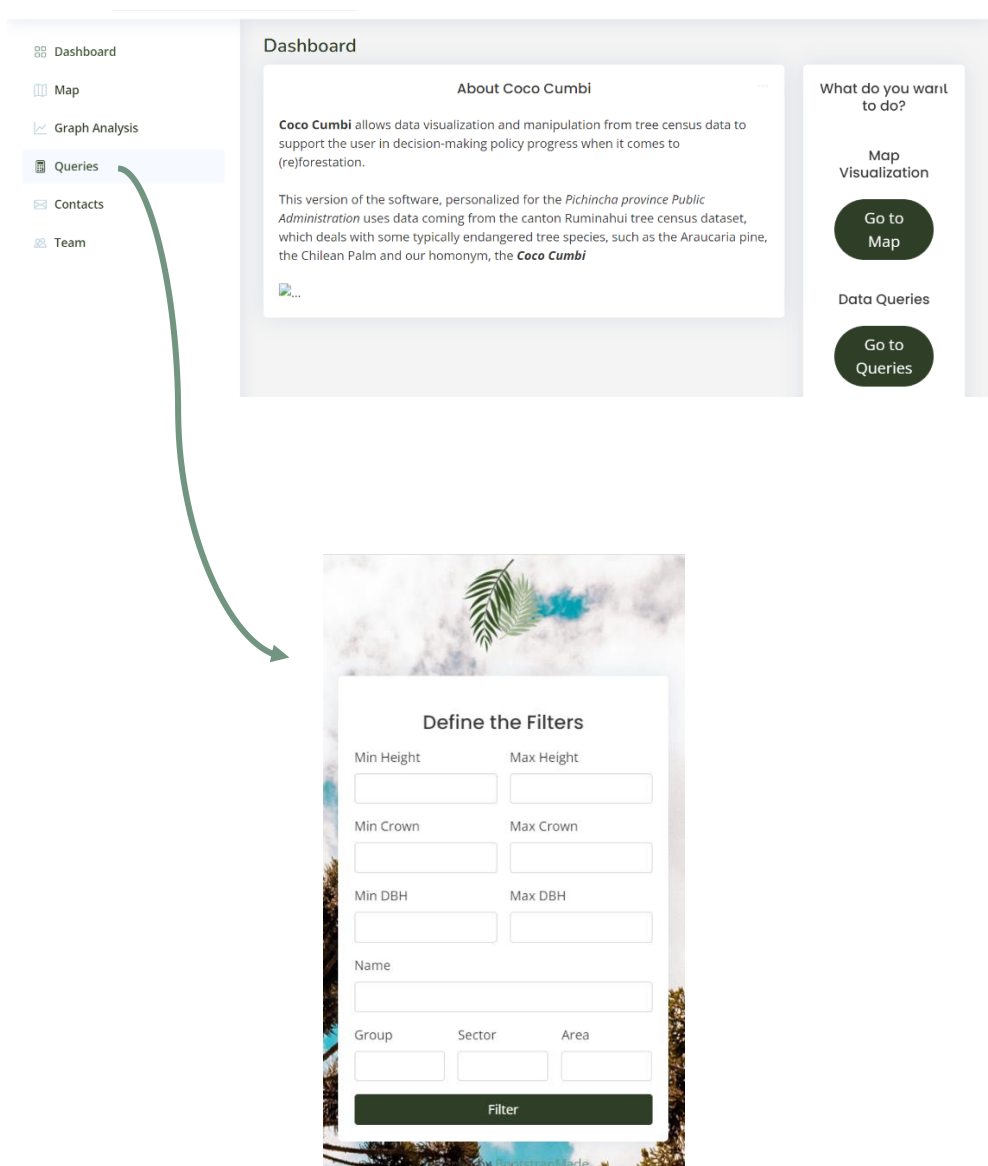 Dashboard
Map
Graph Analysis
Queries
Contacts
Team
Dashboard
About Coco Cumbi
...
Coco Cumbi allows data visualization and manipulation from tree census data to
support the user in decision-making policy progress when it comes to
(re)forestation.
This version of the software, personalized for the Pichincha province Public
Administration uses data coming from the canton Ruminahui tree census dataset,
which deals with some typically endangered tree species, such as the Araucaria pine,
the Chilean Palm and our homonym, the Coco Cumbi
...
What do you want
to do?
Map
Visualization
Go to
Map
Data Queries
Go to
Queries
Define the Filters
Min Height Max Height
Min Crown Max Crown
Min DBH Max DBH
Name
Group Sector Area
Filter
by BootstrapMade